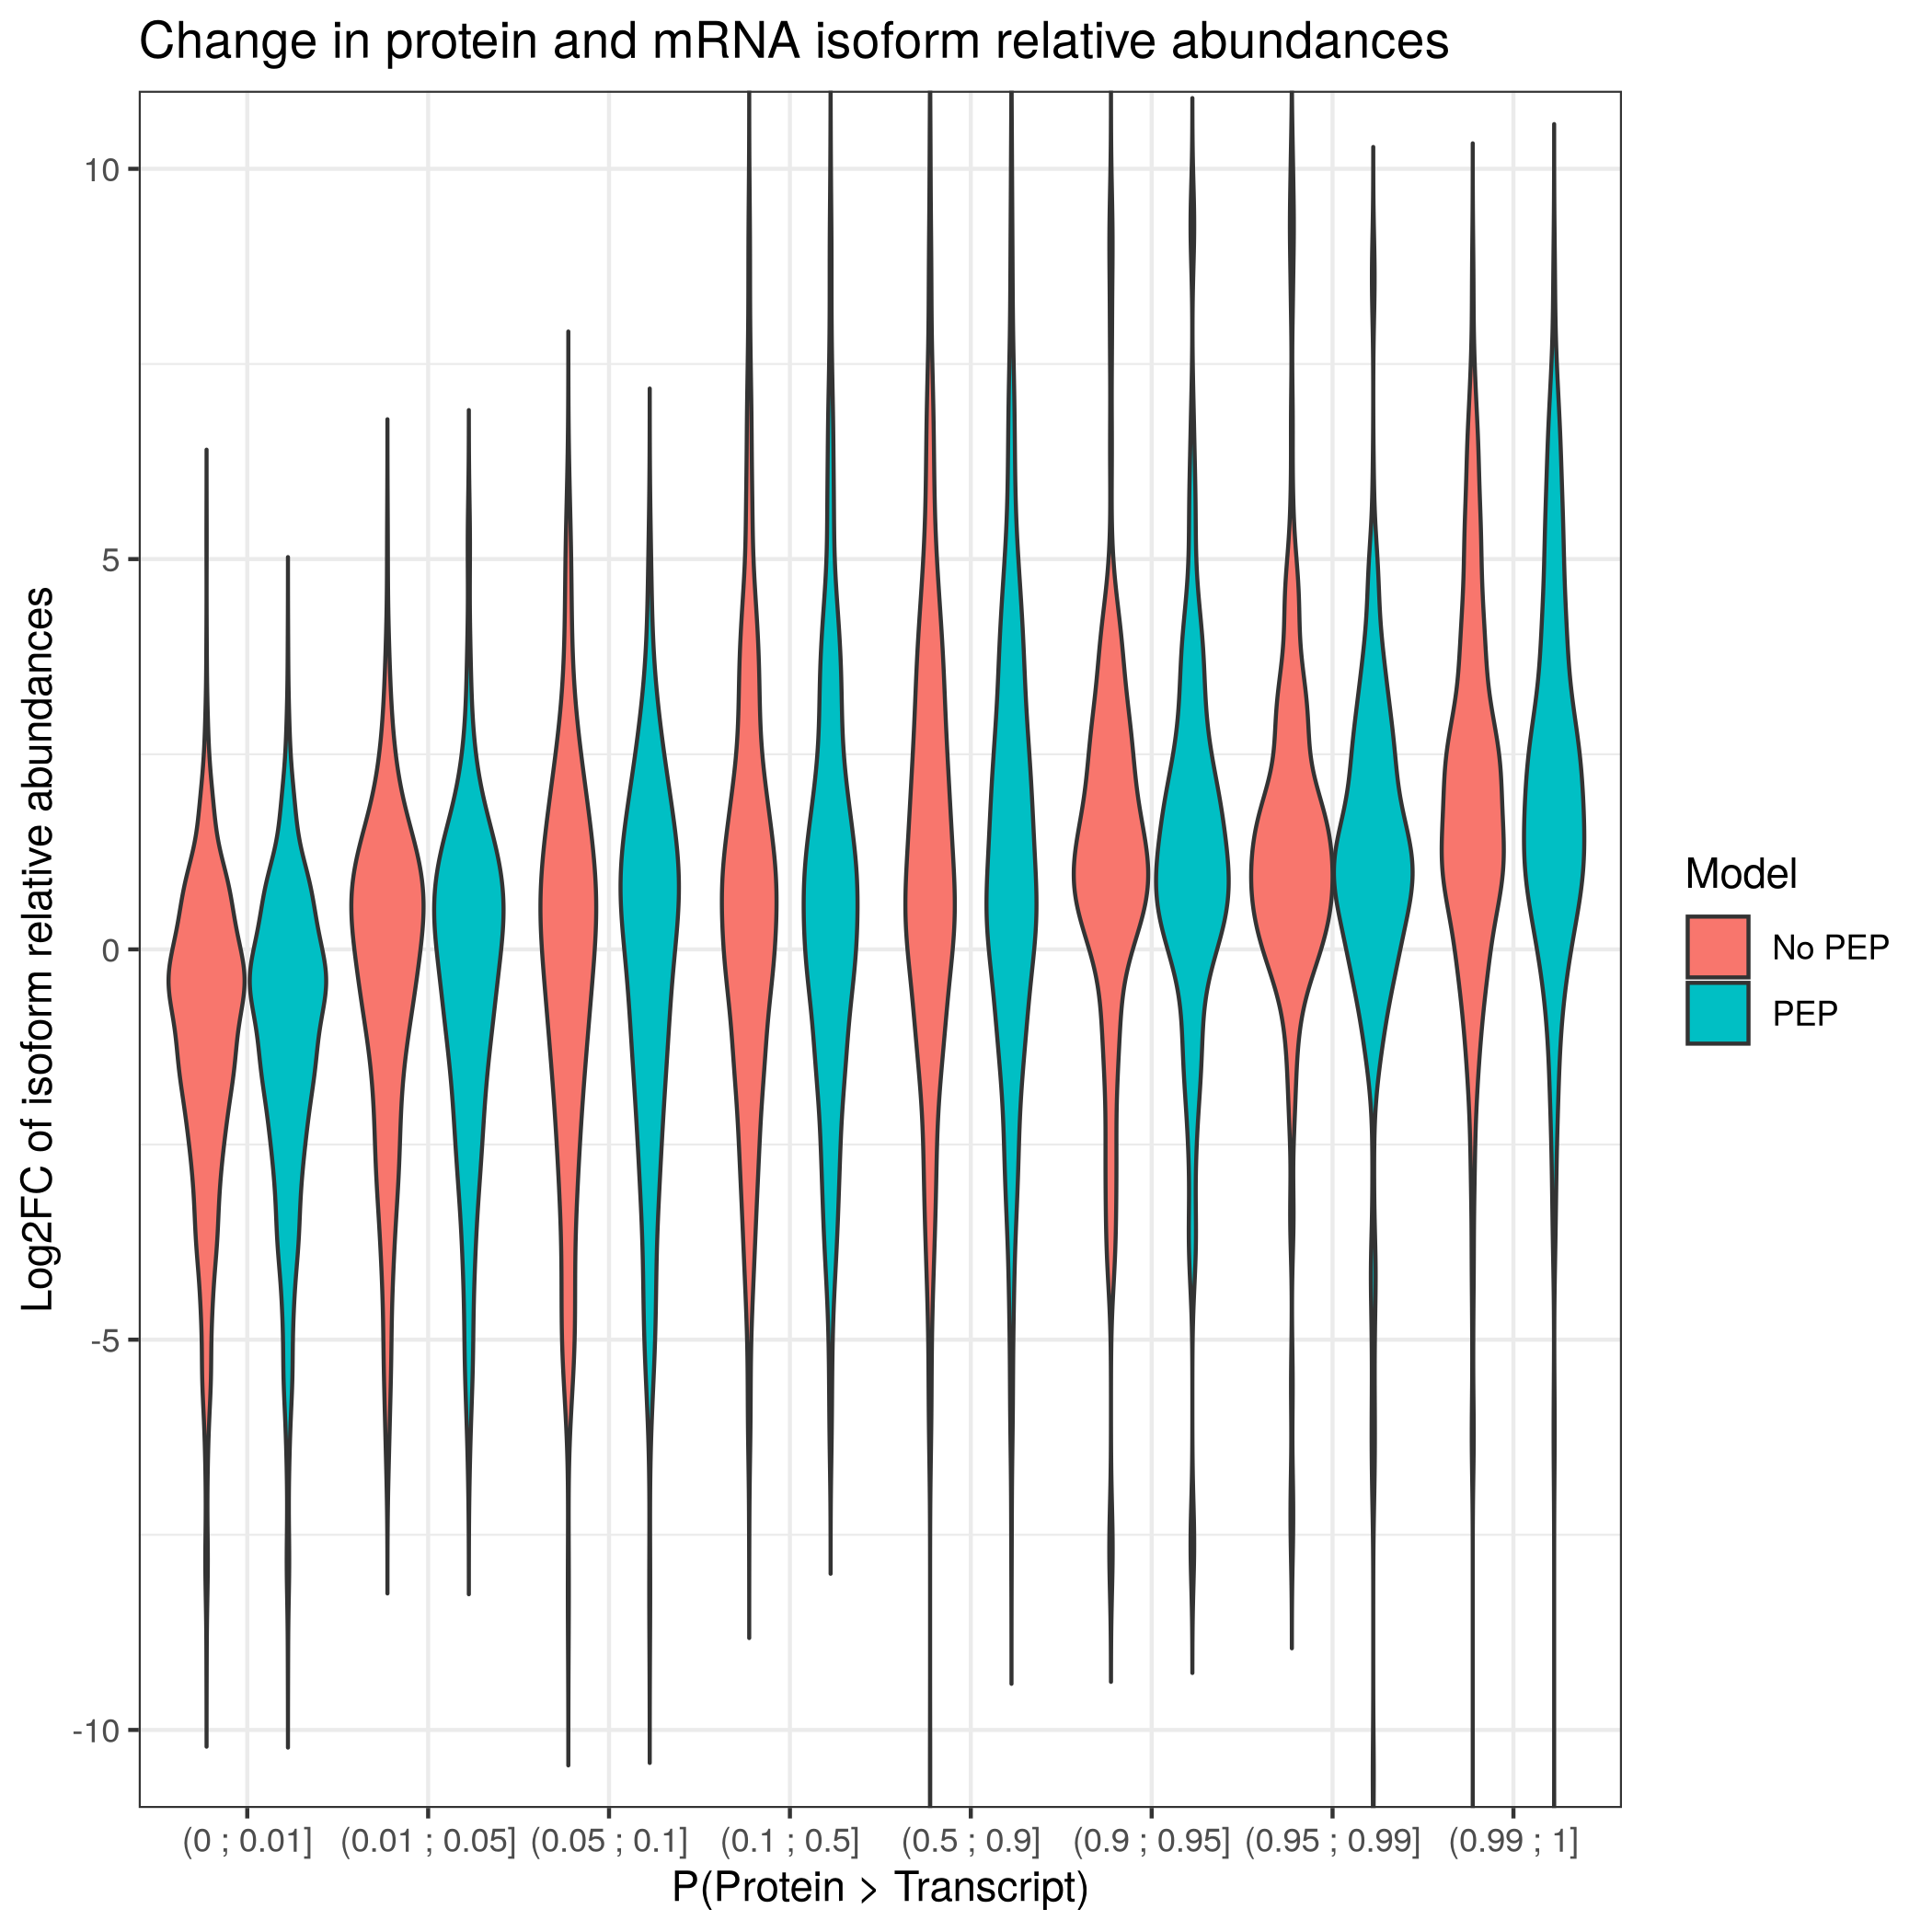 Change in protein and mRNA isoform relative abundances
Log2FC of isoform relative abundances
10
5
0
-5
-10
(0 ; 0.01] (0.01 ; 0.05] (0.05 ; 0.1] (0.1 ; 0.5] (0.5 ; 0.9] (0.9 ; 0.95] (0.95 ; 0.99] (0.99 ; 1]
P(Protein > Transcript)
Model
No PEP
PEP